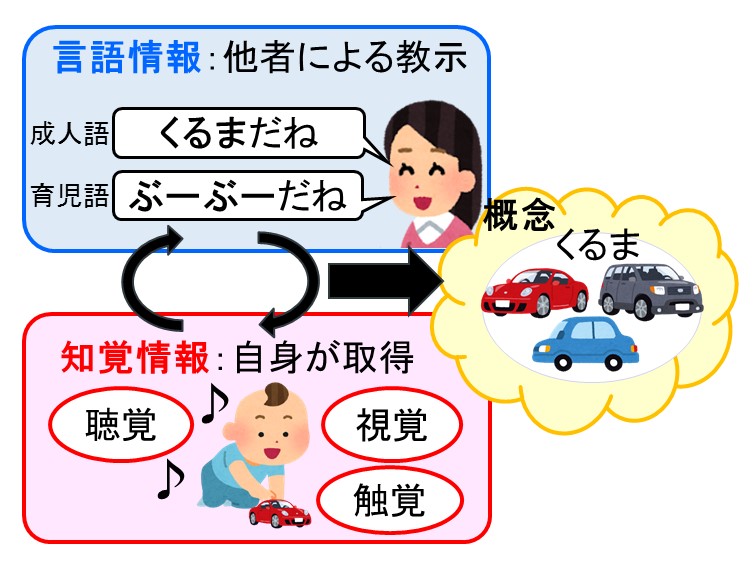 言語情報：他者による教示
成人語 くるまだね
育児語 ぶーぶーだね
概念
くるま
知覚情報：自身が取得
聴覚
視覚
触覚